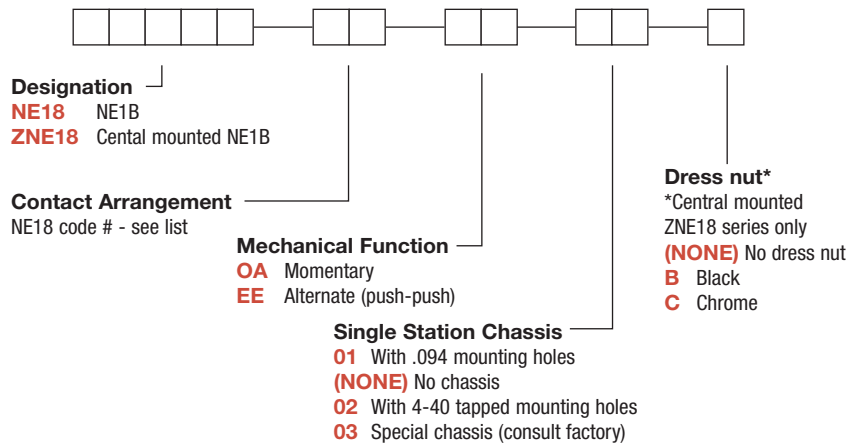 Designation
NE18 NE1B
ZNE18 Cental mounted NE1B
Contact Arrangement
NE18 code # - see list
Mechanical Function
OA Momentary
EE Alternate (push-push)
Single Station Chassis
01 With .094 mounting holes
(NONE) No chassis
02 With 4-40 tapped mounting holes
03 Special chassis (consult factory)
Dress nut*
*Central mounted
ZNE18 series only
(NONE) No dress nut
B Black
C Chrome